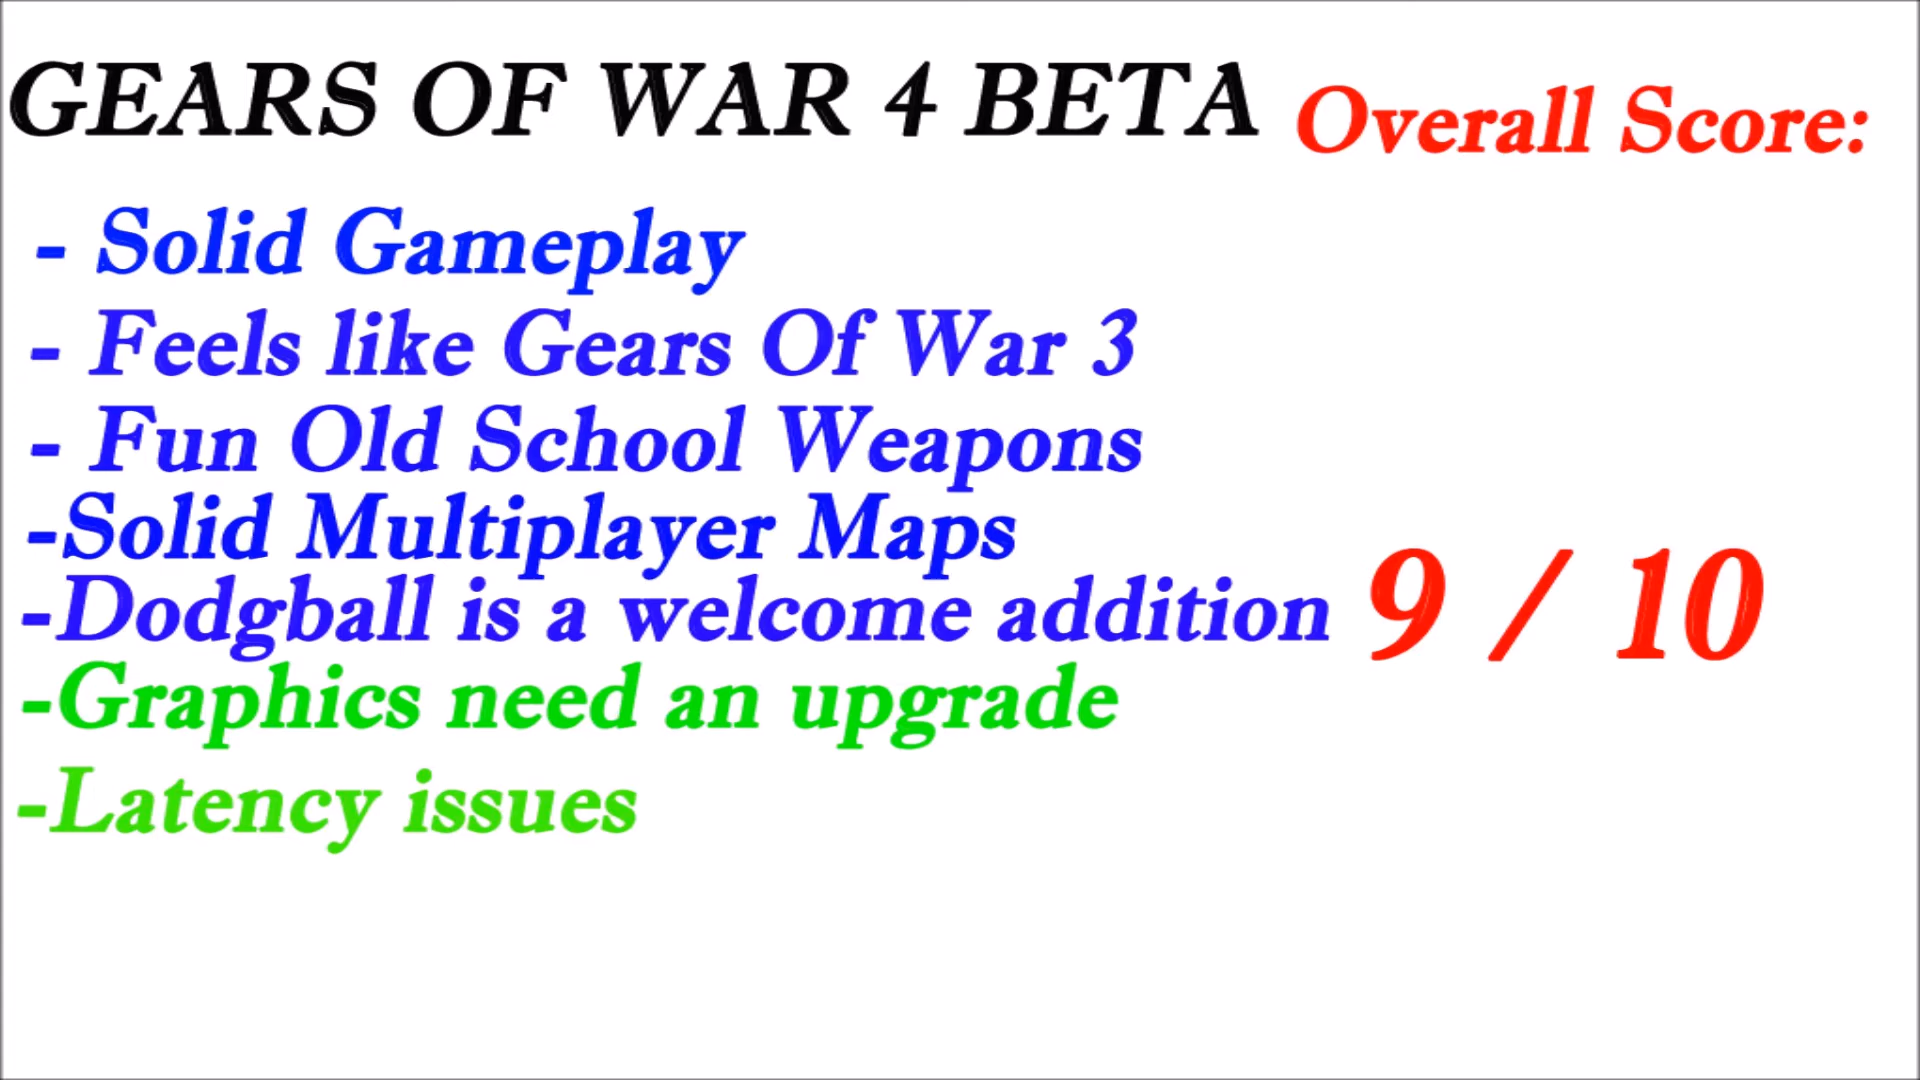 GEARS OF WAR 4 BETA
Overall Score:
- Solid Gameplay
- Feels like Gears Of War 3
- Fun Old School Weapons
-Solid Multiplayer Maps
-Dodgball is a welcome addition
9 / 10
-Graphics need an upgrade
-Latency issues